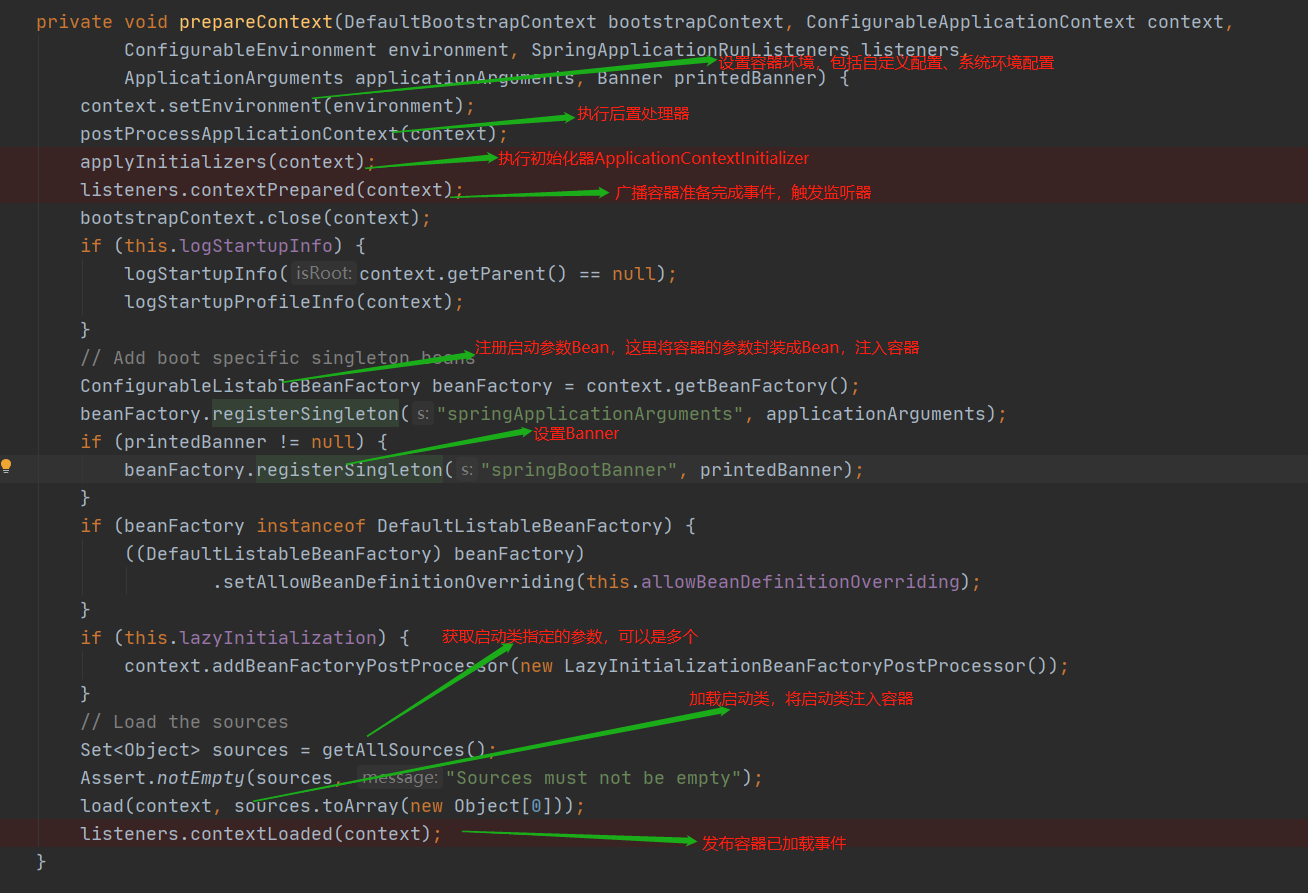 private void prepareContext(DefaultBootstrapContext bootstrapContext, ConfigurableApplicationContext context,
ConfigurableEnvironment environment, SpringApplicationRunListeners listeners,
设置容器环境，包括自定义配置、系统环境配置
ApplicationArguments applicationArguments, Banner printedBanner) {
context.setEnvironment(environment);
执行后置处理器
postProcessApplicationContext(context);
applyInitializers(context);
执行初始化器ApplicationContextInitializer
listeners.contextPrepared(context);
广播容器准备完成事件，触发监听器
bootstrapContext.close(context);
if (this.logStartupInfo) {
logStartupInfo( isRoot: context.getParent() == null);
logStartupProfileInfo(context);
}
注册启动参数Bean，这里将容器的参数封装成Bean，注入容器
// Add boot specific singleton beans
ConfigurableListableBeanFactory beanFactory = context.getBeanFactory();
beanFactory.registerSingleton( s: "springApplicationArguments", applicationArguments);
设置Banner
if (printedBanner != null) {
beanFactory.registerSingleton( s: "springBootBanner", printedBanner);
}
if (beanFactory instanceof DefaultListableBeanFactory) {
((DefaultListableBeanFactory) beanFactory)
.setAllowBeanDefinitionOverriding(this.allowBeanDefinitionOverriding);
}
if (this.lazyInitialization) {
获取启动类指定的参数，可以是多个
context.addBeanFactoryPostProcessor(new LazyInitializationBeanFactoryPostProcessor());
}
加载启动类，将启动类注入容器
// Load the sources
Set<Object> sources = getAllSources();
Assert.notEmpty(sources, message: "Sources must not be empty");
load(context, sources.toArray(new Object[0]));
listeners.contextLoaded(context);
发布容器已加载事件
}